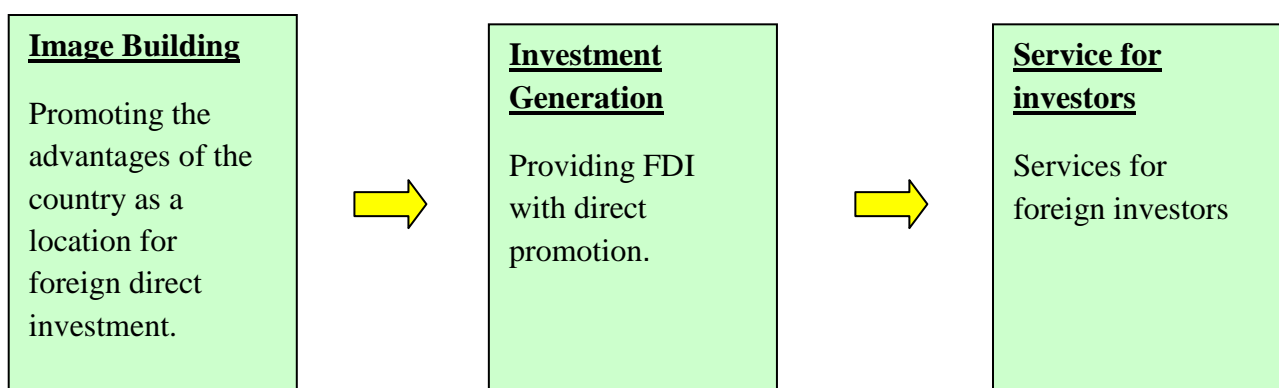 Image Building
Promoting the
advantages of the
country as a
location for
foreign direct
investment.
Investment
Generation
Providing FDI
with direct
promotion.
Service for
investors
Services for
foreign investors